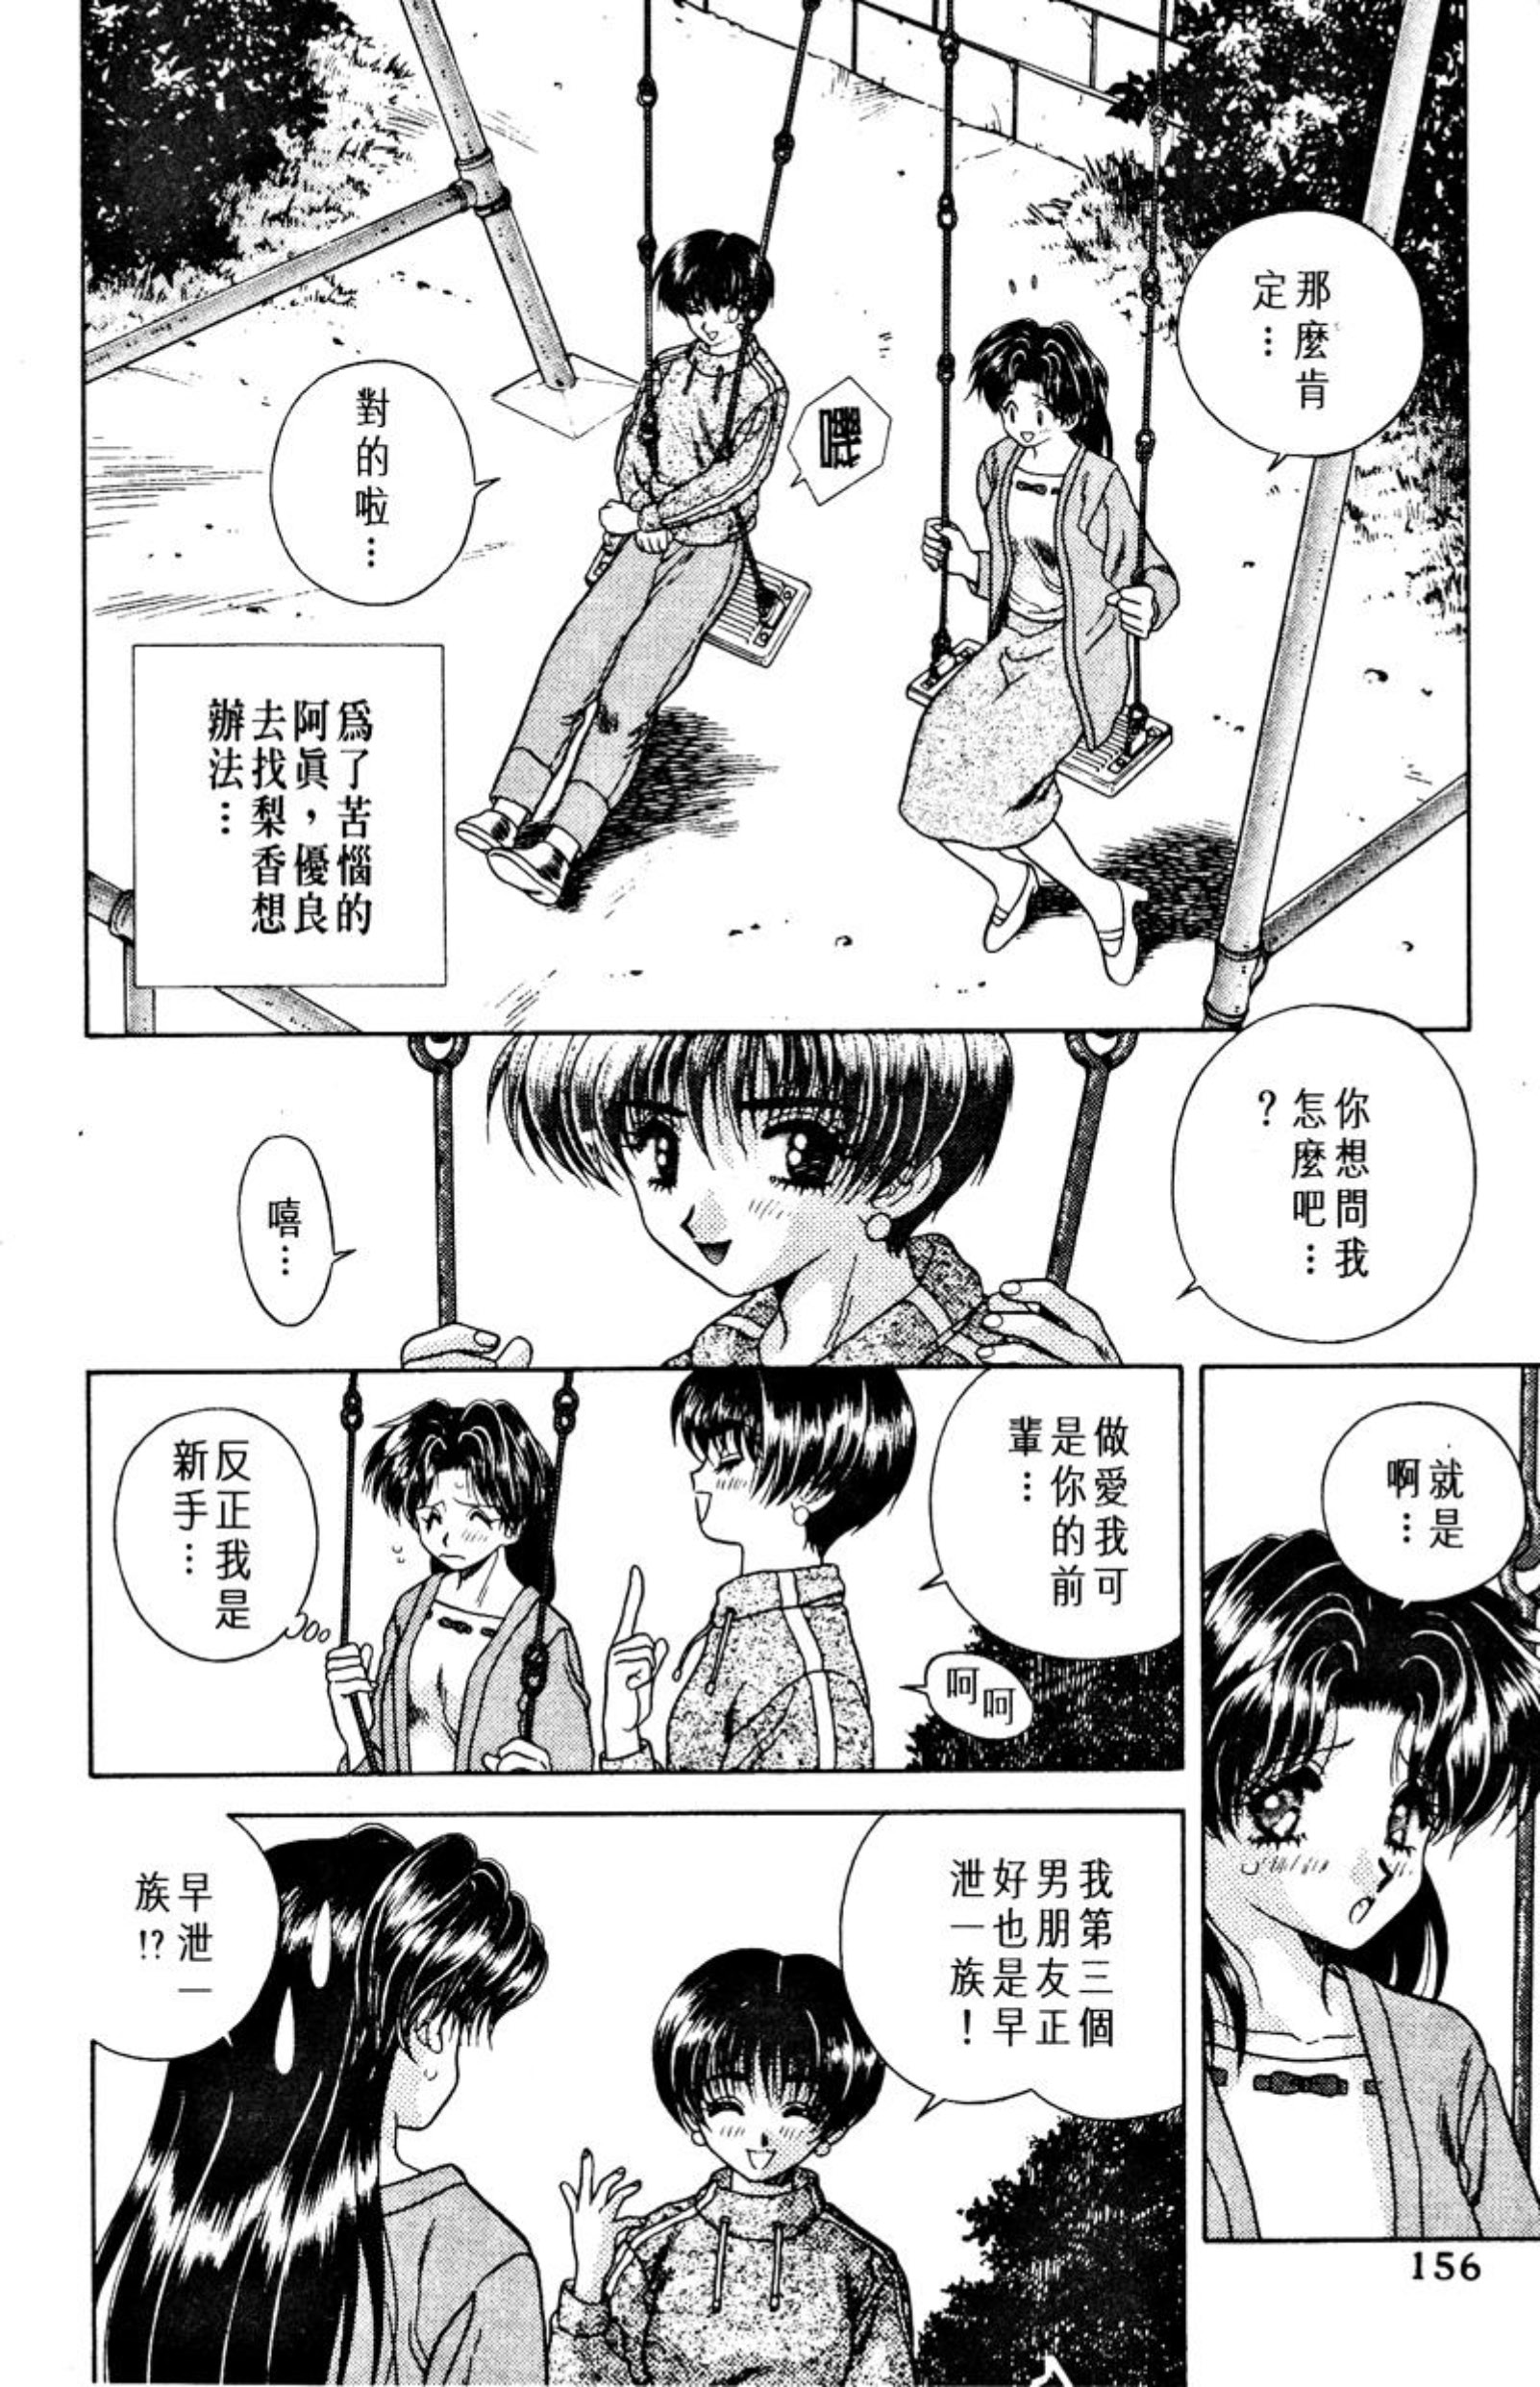 那麼肯
定…
對的啦…
為了苦惱的
阿眞，優良
去找梨香想
辦法…
你想問我
怎麼吧…
？
嘻…
就是
啊…
做愛我可
是你的前
輩…
呵呵
反正我是
新手…
我第三個
男朋友正
好也是早
泄一族！
早泄一
族!?
156